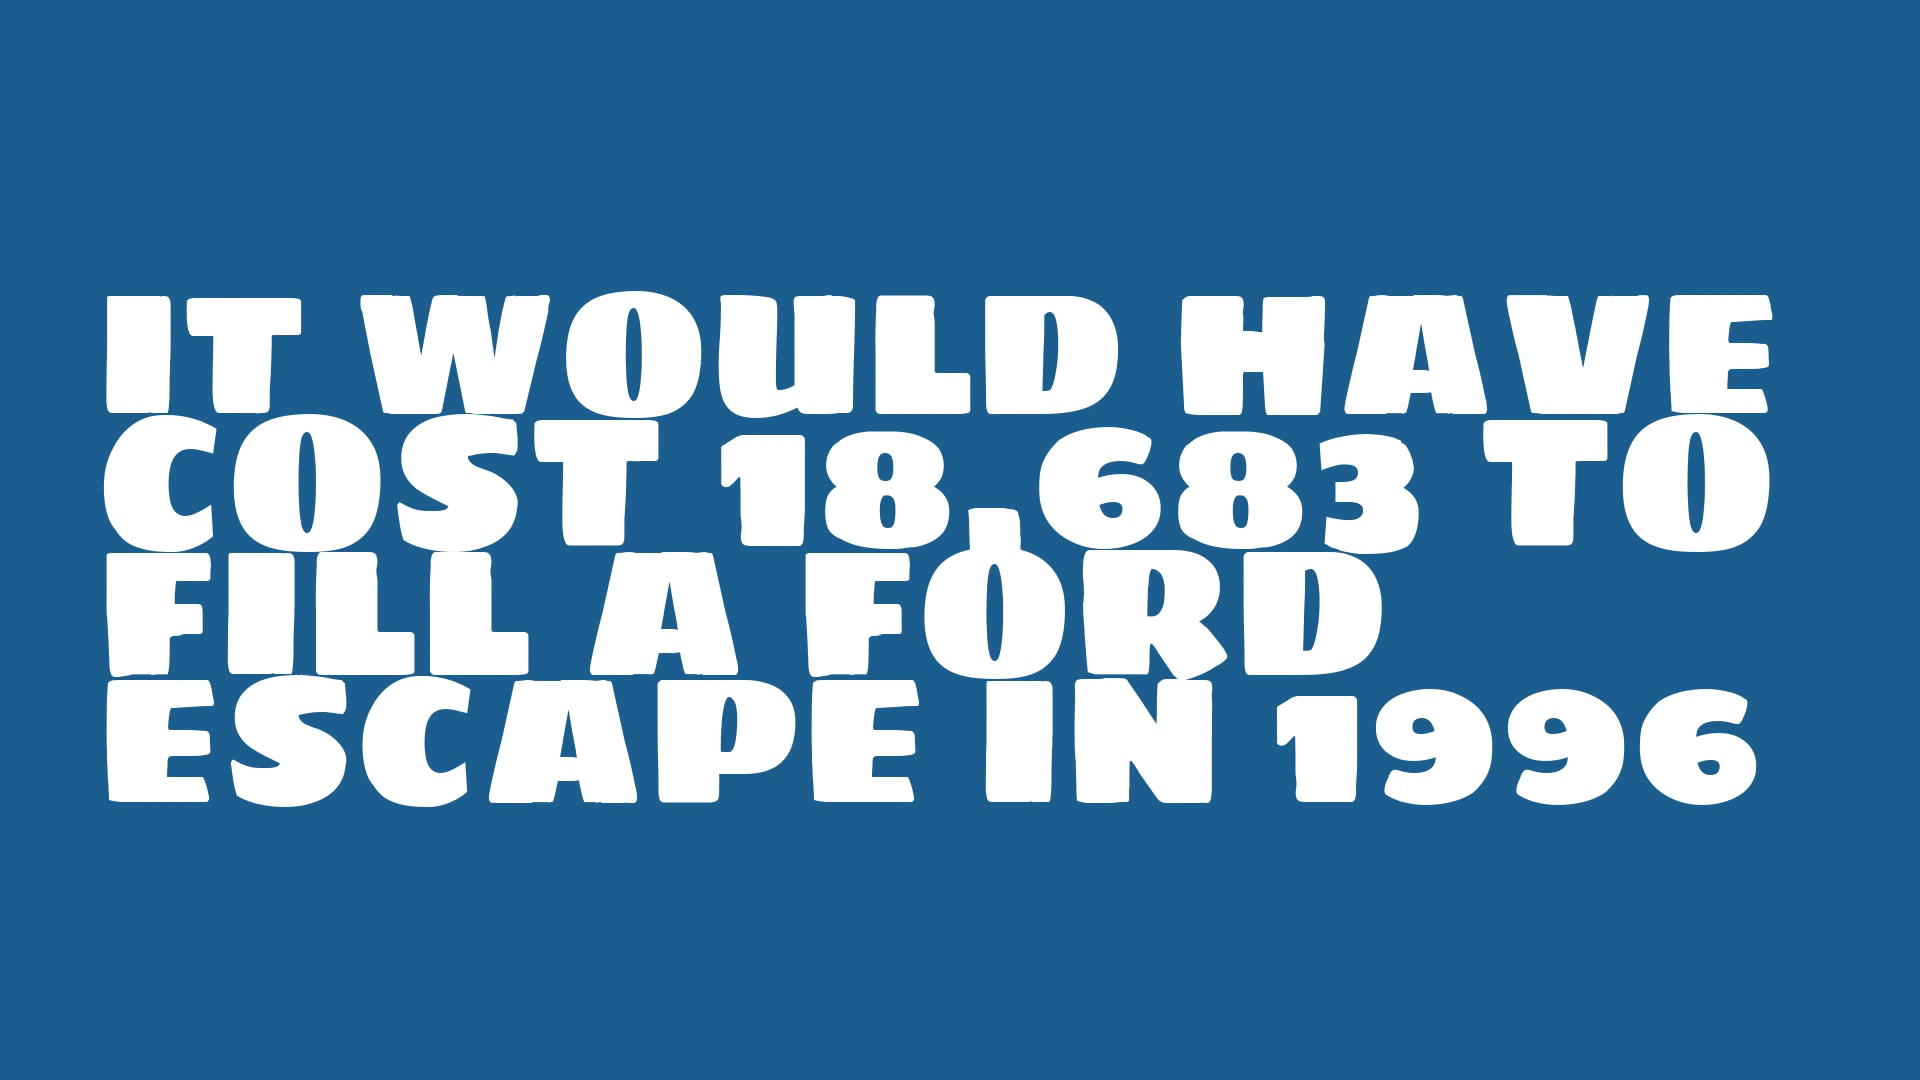 IT WOULD HAVE
COST 18,683 TO
FILL A FORD
ESCAPE IN 1996